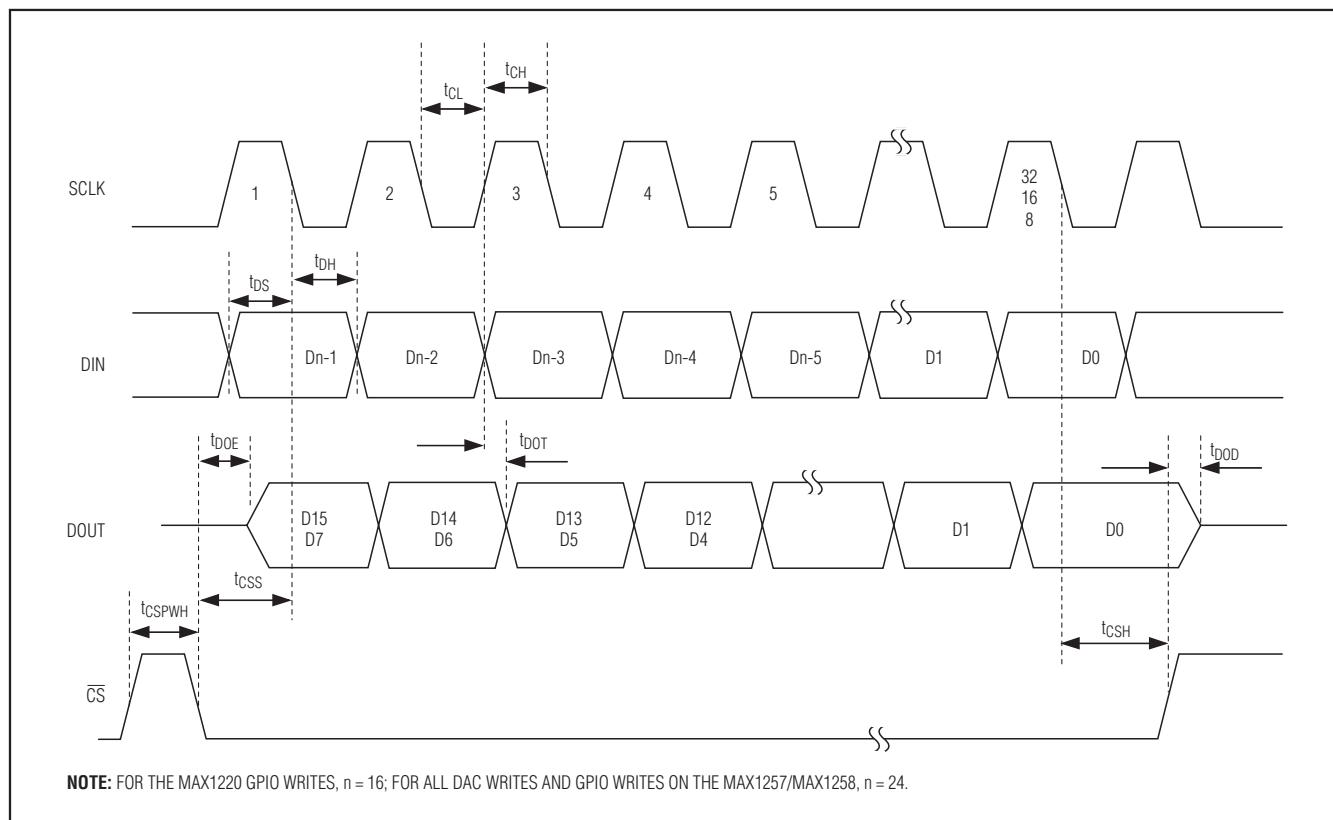 tCL
tCH
SCLK
1
2
3
4
5
32
16
8
tDS
tDH
DIN
Dn-1
Dn-2
Dn-3
Dn-4
Dn-5
D1
D0
tDOE
tDOT
tDOD
DOUT
D15
D7
D14
D6
D13
D5
D12
D4
D1
D0
tCSS
tCSPWH
tCSH
CS
NOTE: FOR THE MAX1220 GPIO WRITES, n = 16; FOR ALL DAC WRITES AND GPIO WRITES ON THE MAX1257/MAX1258, n = 24.